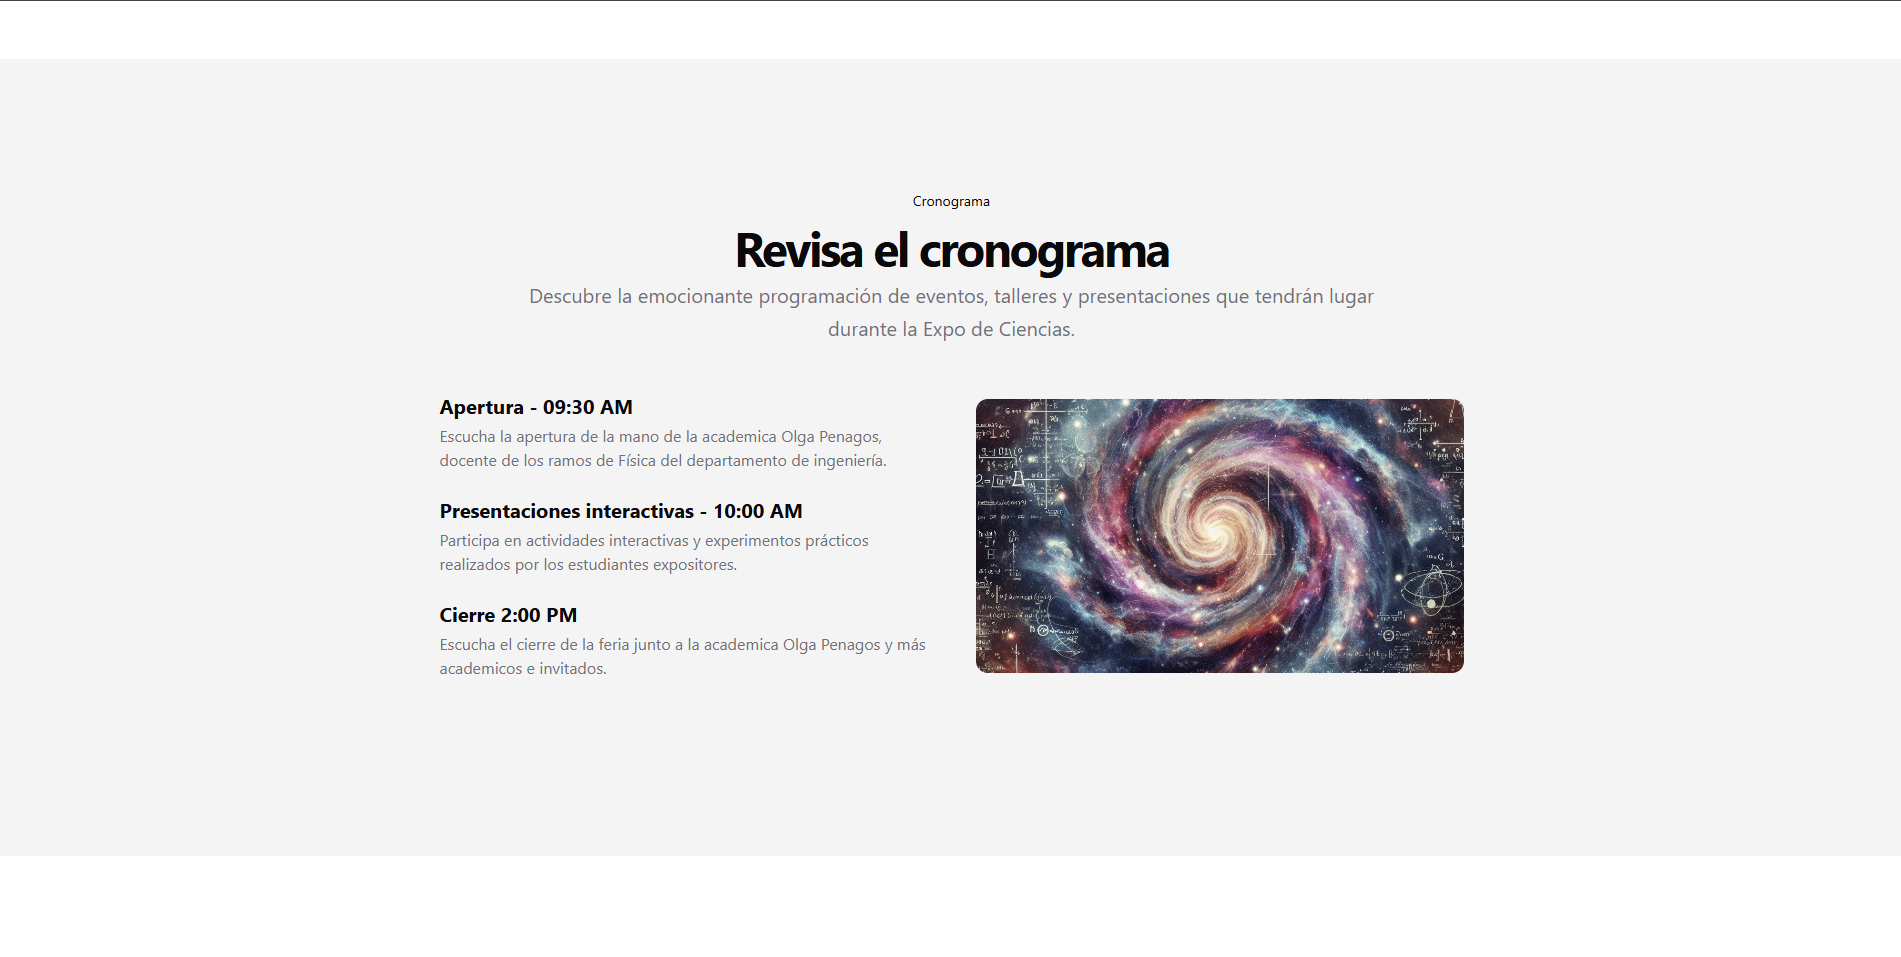 Cronograma
Revisa el cronograma
Descubre la emocionante programación de eventos, talleres y presentaciones que tendrán lugar
durante la Expo de Ciencias.
Apertura - 09:30 AM
Escucha la apertura de la mano de la academica Olga Penagos,
docente de los ramos de Física del departamento de ingeniería.
Presentaciones interactivas - 10:00 AM
Participa en actividades interactivas y experimentos prácticos
realizados por los estudiantes expositores.
Cierre 2:00 PM
Escucha el cierre de la feria junto a la academica Olga Penagos y más
academicos e invitados.